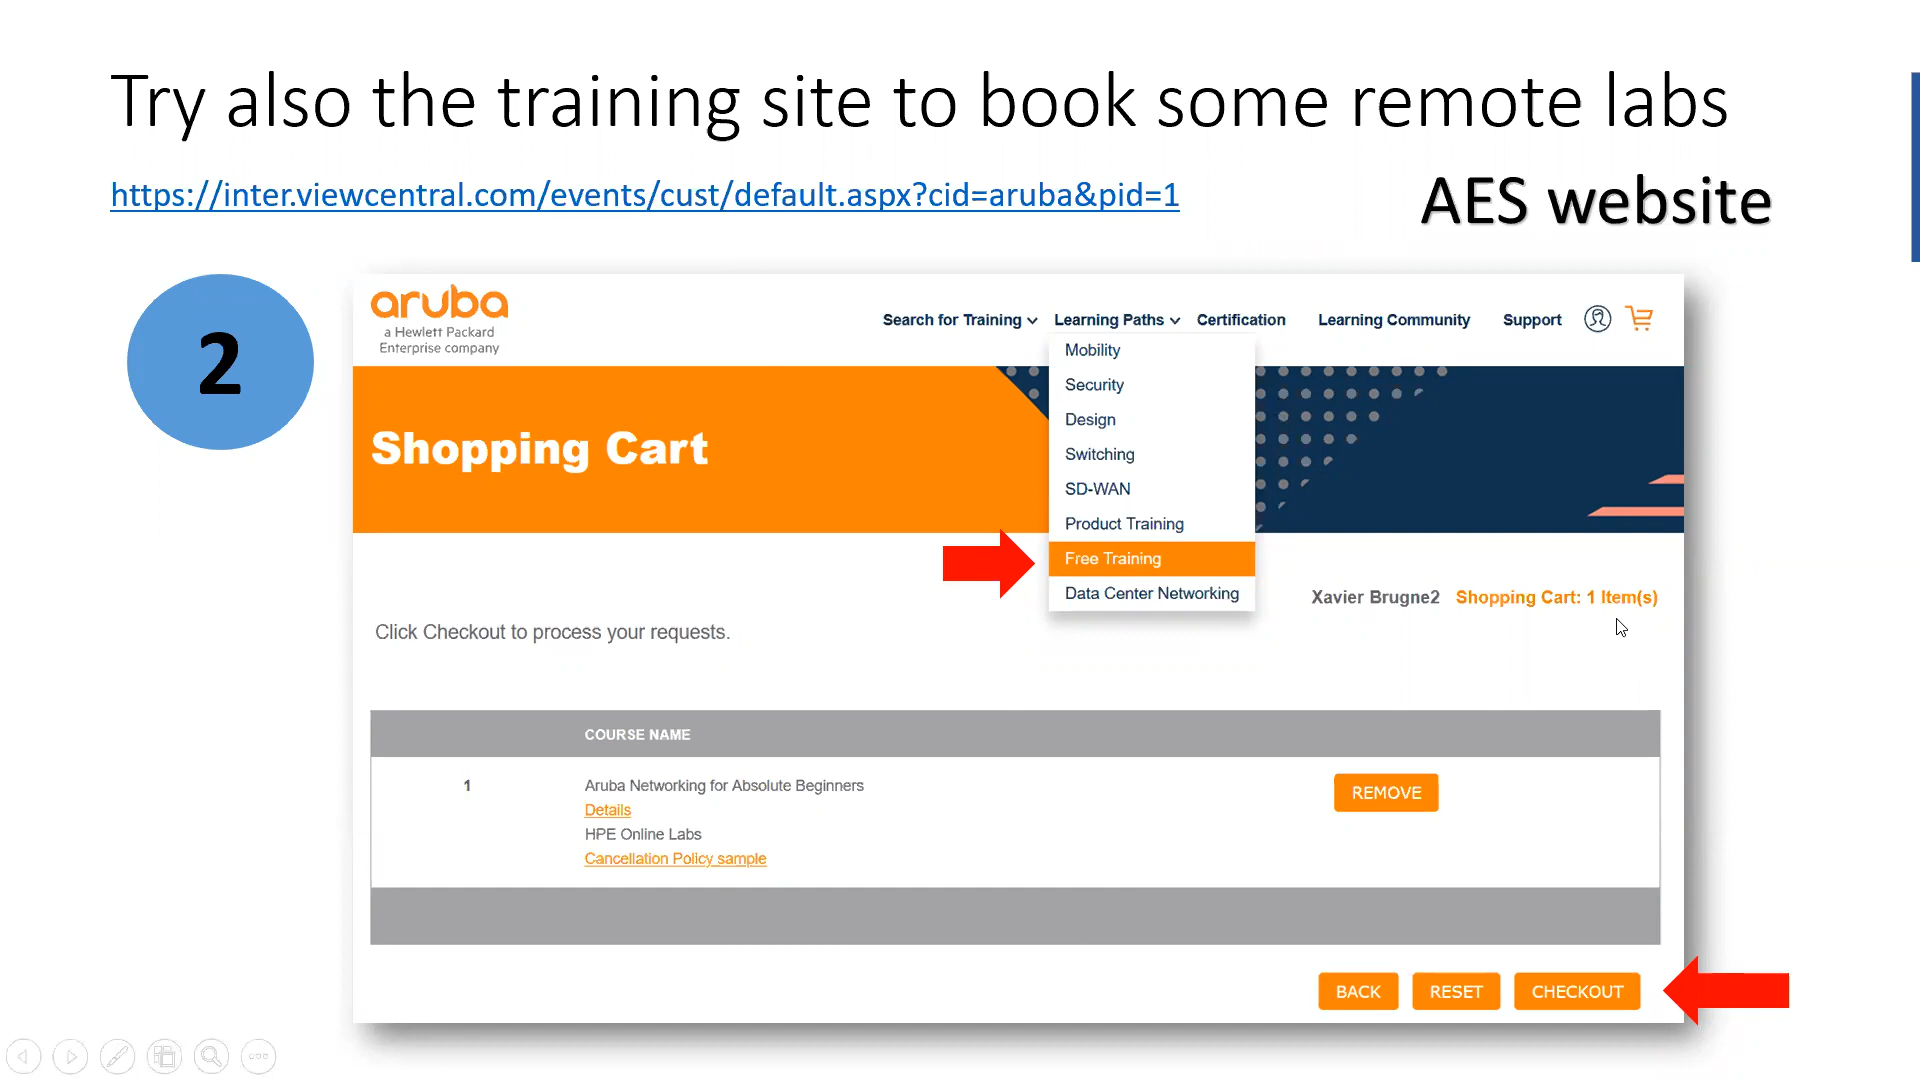 Try also the training site to book some remote labs
https://inter.viewcentral.com/events/cust/default.aspx?cid=aruba&pid=1
AES website
2
aruba
a Hewlett Packard
Enterprise company
Search for Training
Learning Paths
Certification
Learning Community
Support
Mobility
Security
Design
Switching
SD-WAN
Product Training
Free Training
Data Center Networking
Shopping Cart
Xavier Brugne2 Shopping Cart: 1 Item(s)
Click Checkout to process your requests.
COURSE NAME
1
Aruba Networking for Absolute Beginners
REMOVE
Details
HPE Online Labs
Cancellation Policy sample
BACK
RESET
CHECKOUT